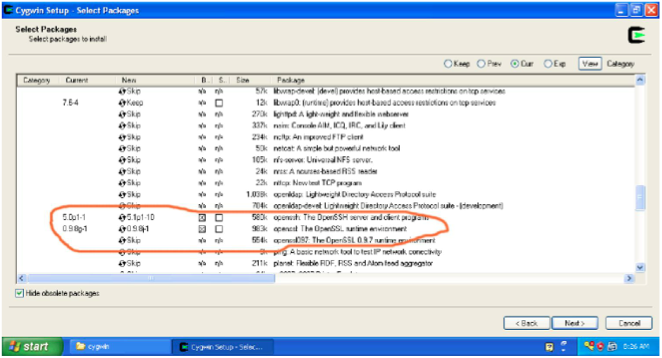 Cygwin Setup - Select Packages
Select Packages
Select packages to install
Keep Prev Curr Exp View Category
Category Current New B... S... Size Package
Skip n/a n/a 57k libwrap-devel: (devel) provides host-based access restrictions on tcp services
7.6-4 Keep n/a 12k libwrap0: (runtime) provides host-based access restrictions on tcp services
Skip n/a n/a 270k lighttpd: A light-weight and flexible webserver
Skip n/a n/a 337k naim: Console AIM, ICQ, IRC, and Lily client
Skip n/a n/a 234k ncftp: An improved FTP client
Skip n/a n/a 50k netcat: A simple but powerful network tool
Skip n/a n/a 105k nfs-server: Universal NFS server.
Skip n/a n/a 24k A ncurses-based RSS reader
Skip n/a n/a 22k nttcp: New test TCP program
Skip n/a n/a 1,038k openldap: Lightweight Directory Access Protocol suite
Skip n/a n/a 784k openldap-devel: Lightweight Directory Access Protocol suite - (development)
5.0p1-1 5.1p1-10 580k openssh: The OpenSSH server and client programs
0.9.8g-1 0.9.8j-1 983k openssl: The OpenSSL runtime environment
Skip n/a n/a 554k openssl097: The OpenSSL 0.9.7 runtime environment
Skip n/a n/a ping: A basic network tool to test IP network connectivity
Skip n/a n/a 211k planet: Flexible RDF, RSS and Atom feed aggregator
Hide obsolete packages
< Back Next > Cancel
start cygwin Cygwin Setup - Selec... 8:26 AM